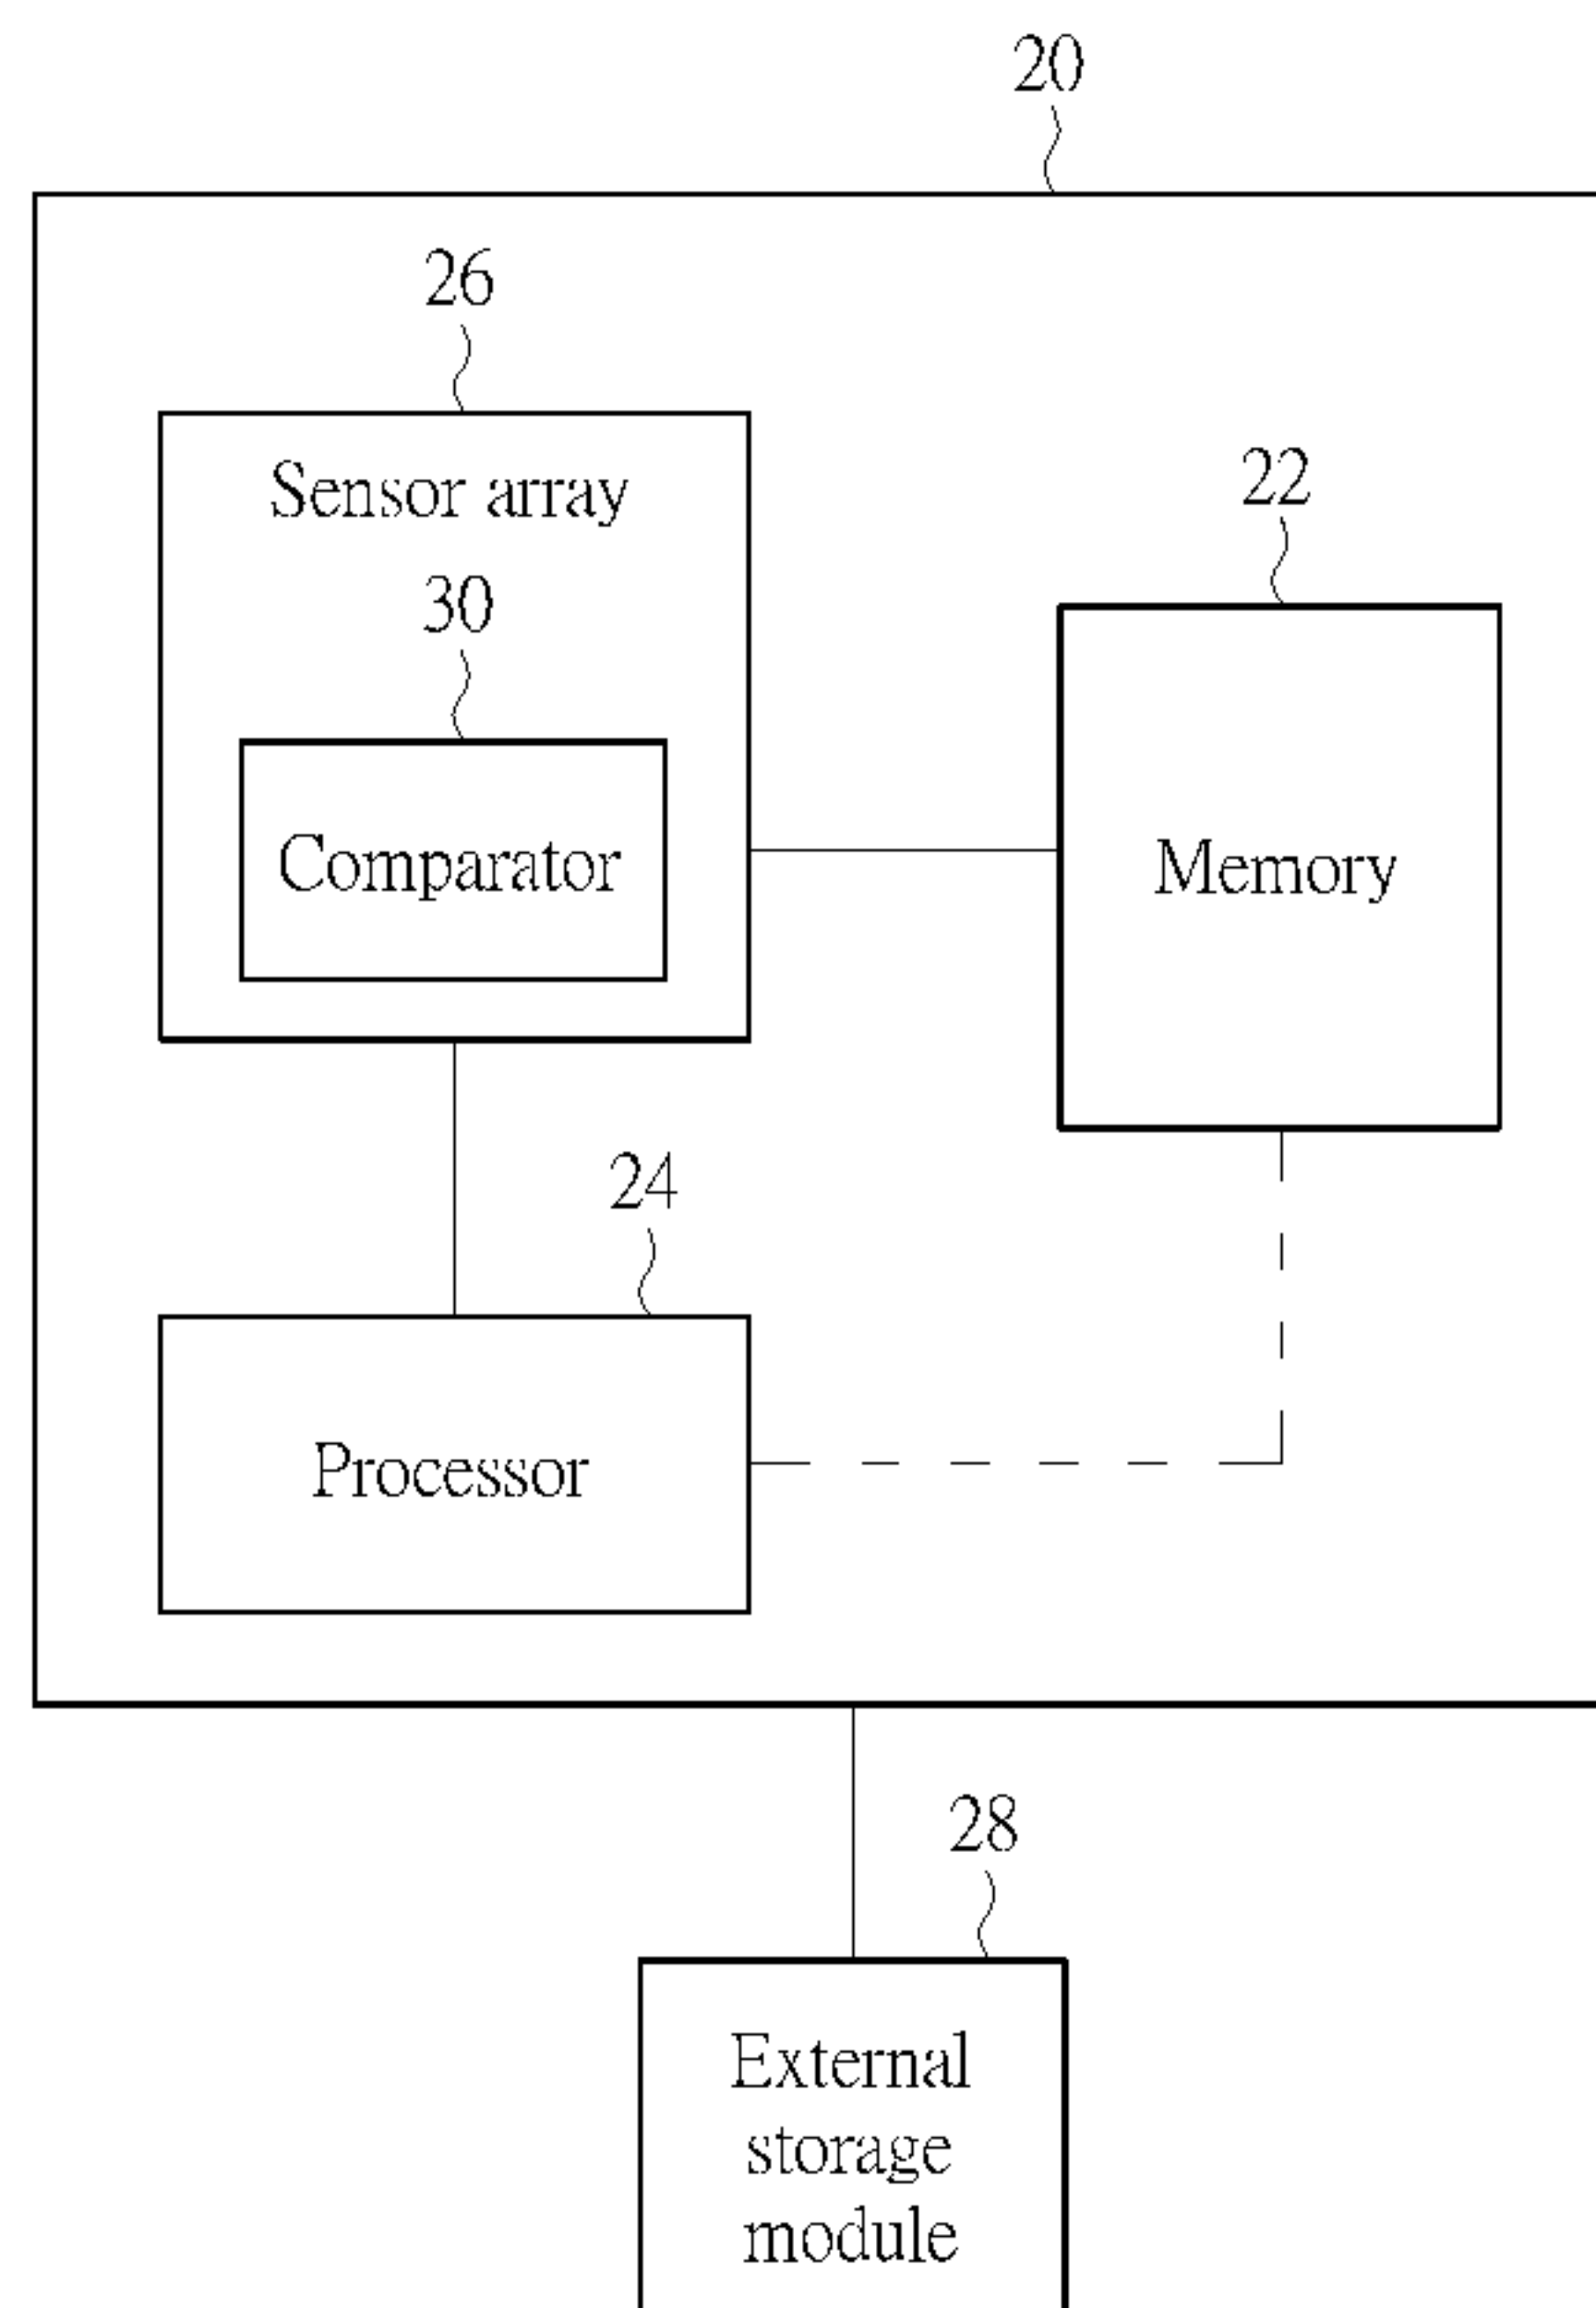 20
26
Sensor array
22
30
Comparator
Memory
24
Processor
28
External
storage
module